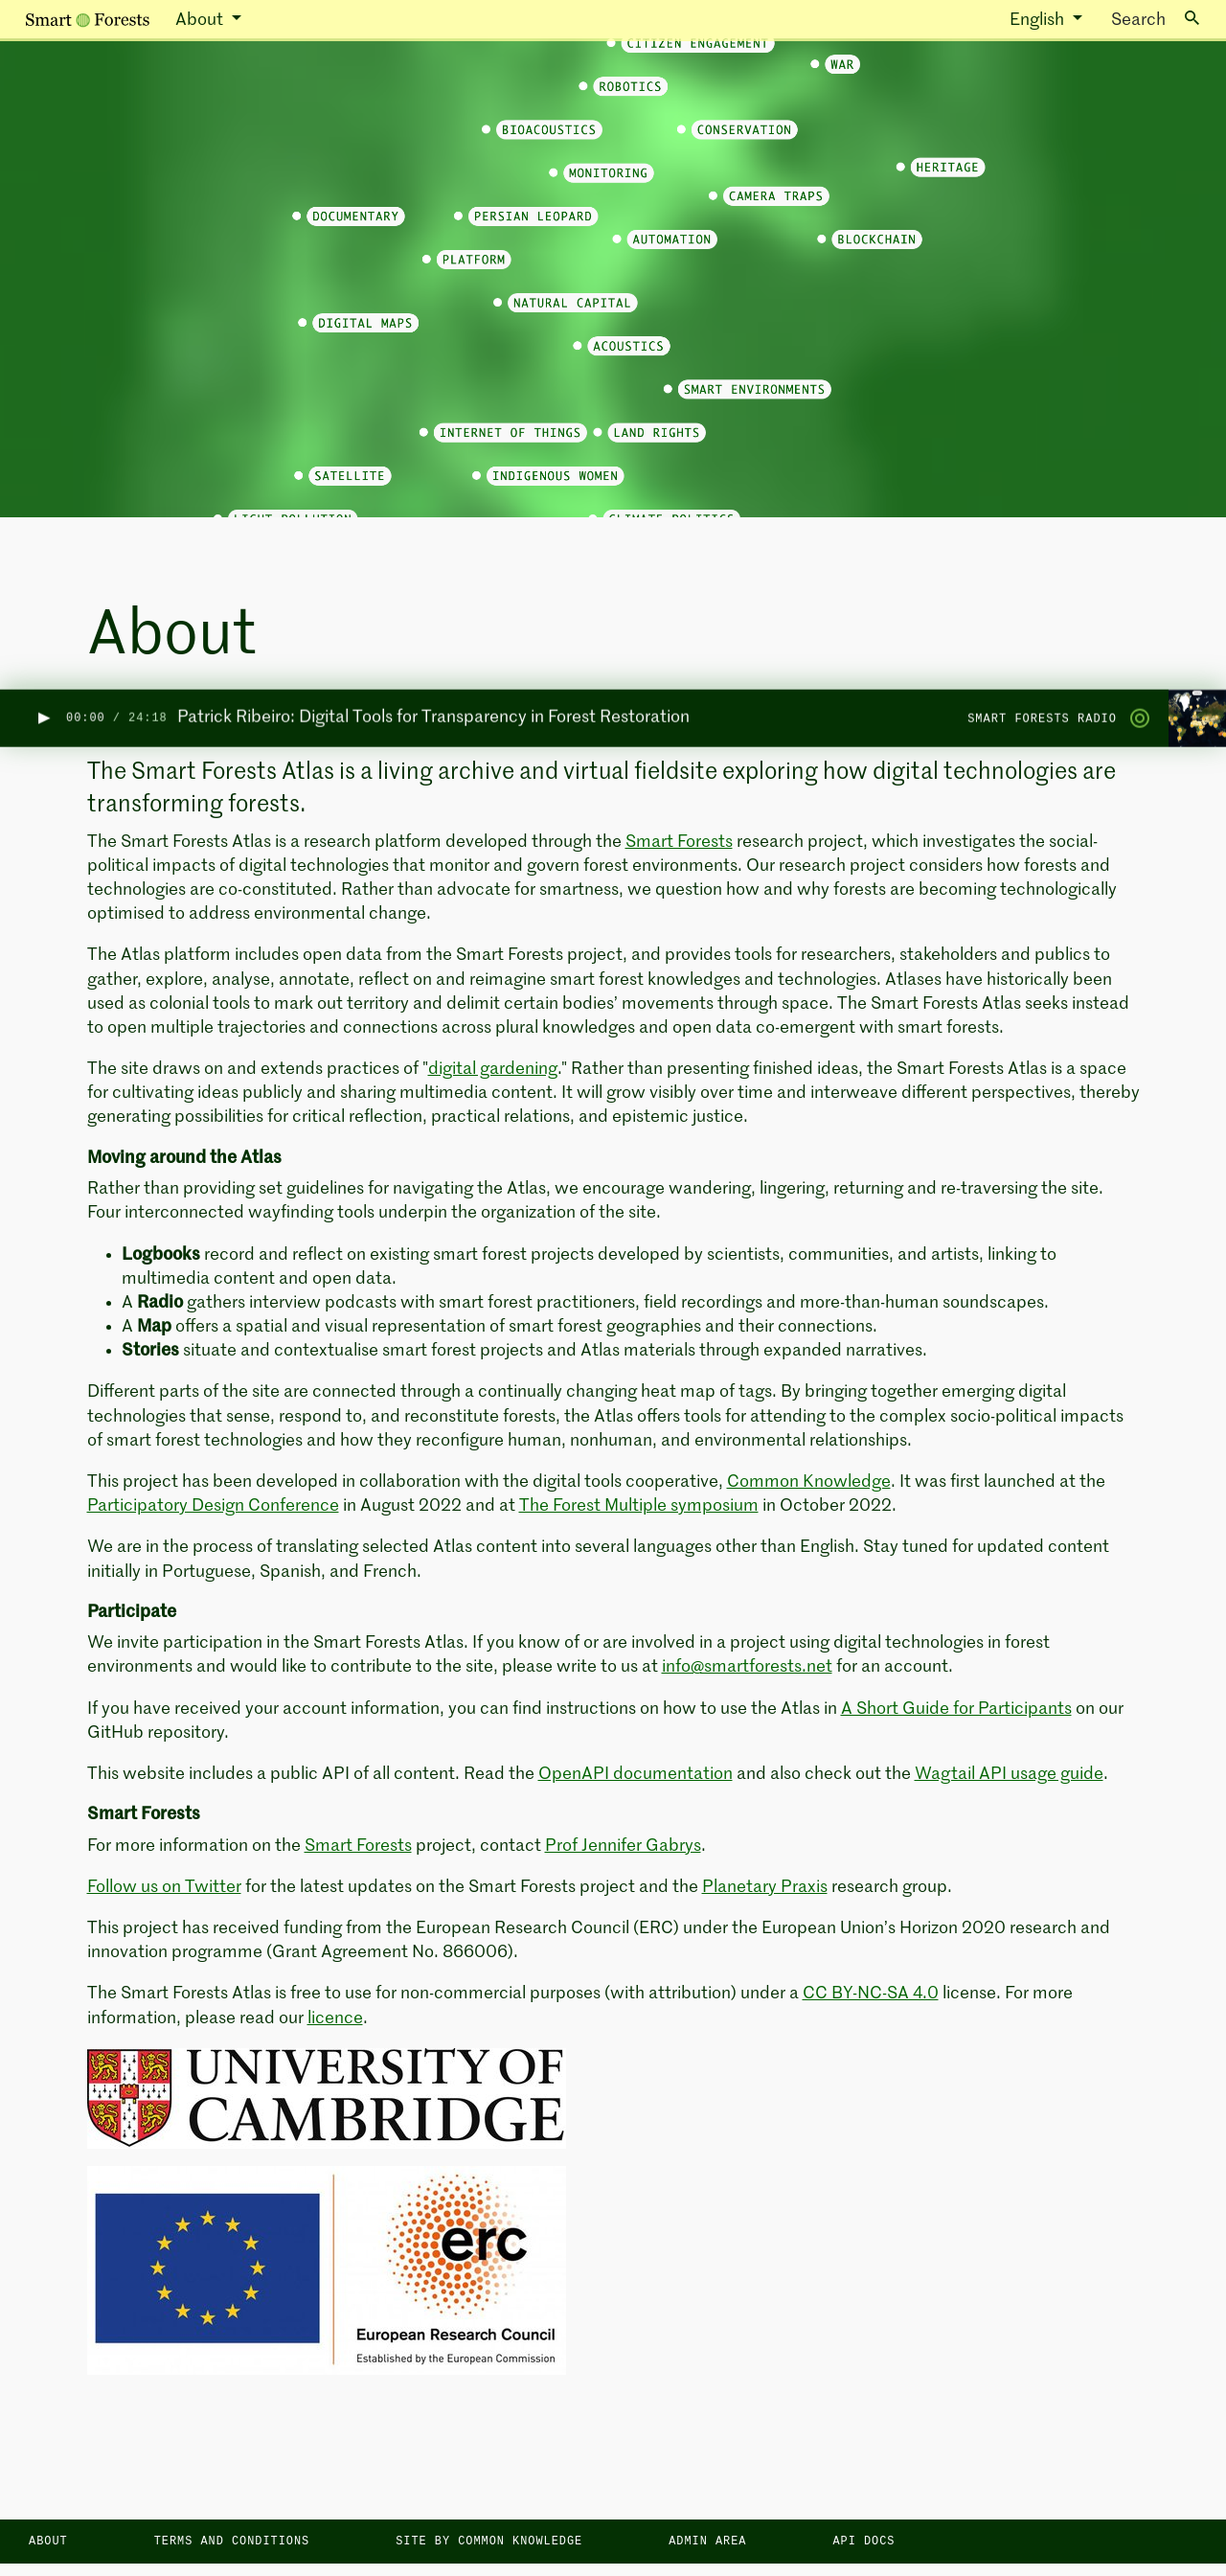 Smart Forests About English Search
CITIZEN ENGAGEMENT
WAR
ROBOTICS
BIOACOUSTICS CONSERVATION
MONITORING HERITAGE
CAMERA TRAPS
DOCUMENTARY PERSIAN LEOPARD
AUTOMATION BLOCKCHAIN
PLATFORM
NATURAL CAPITAL
DIGITAL MAPS
ACOUSTICS
SMART ENVIRONMENTS
INTERNET OF THINGS LAND RIGHTS
SATELLITE INDIGENOUS WOMEN
LIGHT POLLUTION CLIMATE POLITICS
About
00:00 / 24:18 Patrick Ribeiro: Digital Tools for Transparency in Forest Restoration SMART FORESTS RADIO
The Smart Forests Atlas is a living archive and virtual fieldsite exploring how digital technologies are
transforming forests.
The Smart Forests Atlas is a research platform developed through the Smart Forests research project, which investigates the social-
political impacts of digital technologies that monitor and govern forest environments. Our research project considers how forests and
technologies are co-constituted. Rather than advocate for smartness, we question how and why forests are becoming technologically
optimised to address environmental change.
The Atlas platform includes open data from the Smart Forests project, and provides tools for researchers, stakeholders and publics to
gather, explore, analyse, annotate, reflect on and reimagine smart forest knowledges and technologies. Atlases have historically been
used as colonial tools to mark out territory and delimit certain bodies’ movements through space. The Smart Forests Atlas seeks instead
to open multiple trajectories and connections across plural knowledges and open data co-emergent with smart forests.
The site draws on and extends practices of "digital gardening." Rather than presenting finished ideas, the Smart Forests Atlas is a space
for cultivating ideas publicly and sharing multimedia content. It will grow visibly over time and interweave different perspectives, thereby
generating possibilities for critical reflection, practical relations, and epistemic justice.
Moving around the Atlas
Rather than providing set guidelines for navigating the Atlas, we encourage wandering, lingering, returning and re-traversing the site.
Four interconnected wayfinding tools underpin the organization of the site.
• Logbooks record and reflect on existing smart forest projects developed by scientists, communities, and artists, linking to
multimedia content and open data.
• A Radio gathers interview podcasts with smart forest practitioners, field recordings and more-than-human soundscapes.
• A Map offers a spatial and visual representation of smart forest geographies and their connections.
• Stories situate and contextualise smart forest projects and Atlas materials through expanded narratives.
Different parts of the site are connected through a continually changing heat map of tags. By bringing together emerging digital
technologies that sense, respond to, and reconstitute forests, the Atlas offers tools for attending to the complex socio-political impacts
of smart forest technologies and how they reconfigure human, nonhuman, and environmental relationships.
This project has been developed in collaboration with the digital tools cooperative, Common Knowledge. It was first launched at the
Participatory Design Conference in August 2022 and at The Forest Multiple symposium in October 2022.
We are in the process of translating selected Atlas content into several languages other than English. Stay tuned for updated content
initially in Portuguese, Spanish, and French.
Participate
We invite participation in the Smart Forests Atlas. If you know of or are involved in a project using digital technologies in forest
environments and would like to contribute to the site, please write to us at info@smartforests.net for an account.
If you have received your account information, you can find instructions on how to use the Atlas in A Short Guide for Participants on our
GitHub repository.
This website includes a public API of all content. Read the OpenAPI documentation and also check out the Wagtail API usage guide.
Smart Forests
For more information on the Smart Forests project, contact Prof Jennifer Gabrys.
Follow us on Twitter for the latest updates on the Smart Forests project and the Planetary Praxis research group.
This project has received funding from the European Research Council (ERC) under the European Union’s Horizon 2020 research and
innovation programme (Grant Agreement No. 866006).
The Smart Forests Atlas is free to use for non-commercial purposes (with attribution) under a CC BY-NC-SA 4.0 license. For more
information, please read our licence.
UNIVERSITY OF
CAMBRIDGE
erc
European Research Council
Established by the European Commission
ABOUT TERMS AND CONDITIONS SITE BY COMMON KNOWLEDGE ADMIN AREA API DOCS